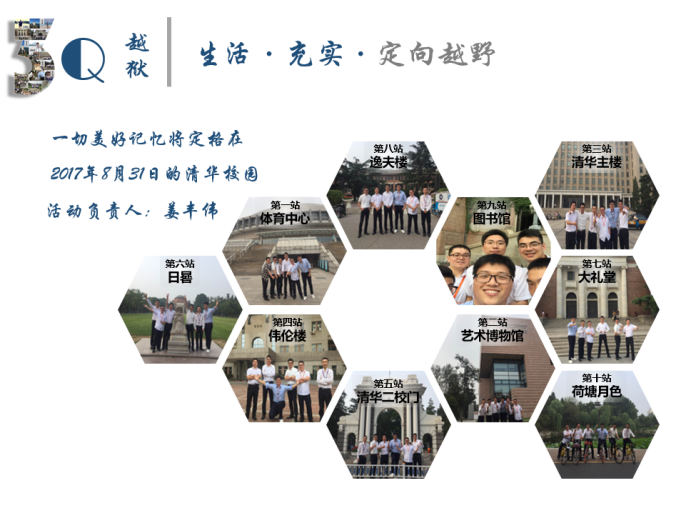 3Q
越狱
生活·充实·定向越野
一切美好记忆将定格在
2017年8月31日的清华校园
活动负责人：姜丰伟
第八站
逸夫楼
第三站
清华主楼
第一站
体育中心
第九站
图书馆
第六站
日晷
第七站
大礼堂
第四站
伟伦楼
第二站
艺术博物馆
第五站
清华二校门
第十站
荷塘月色